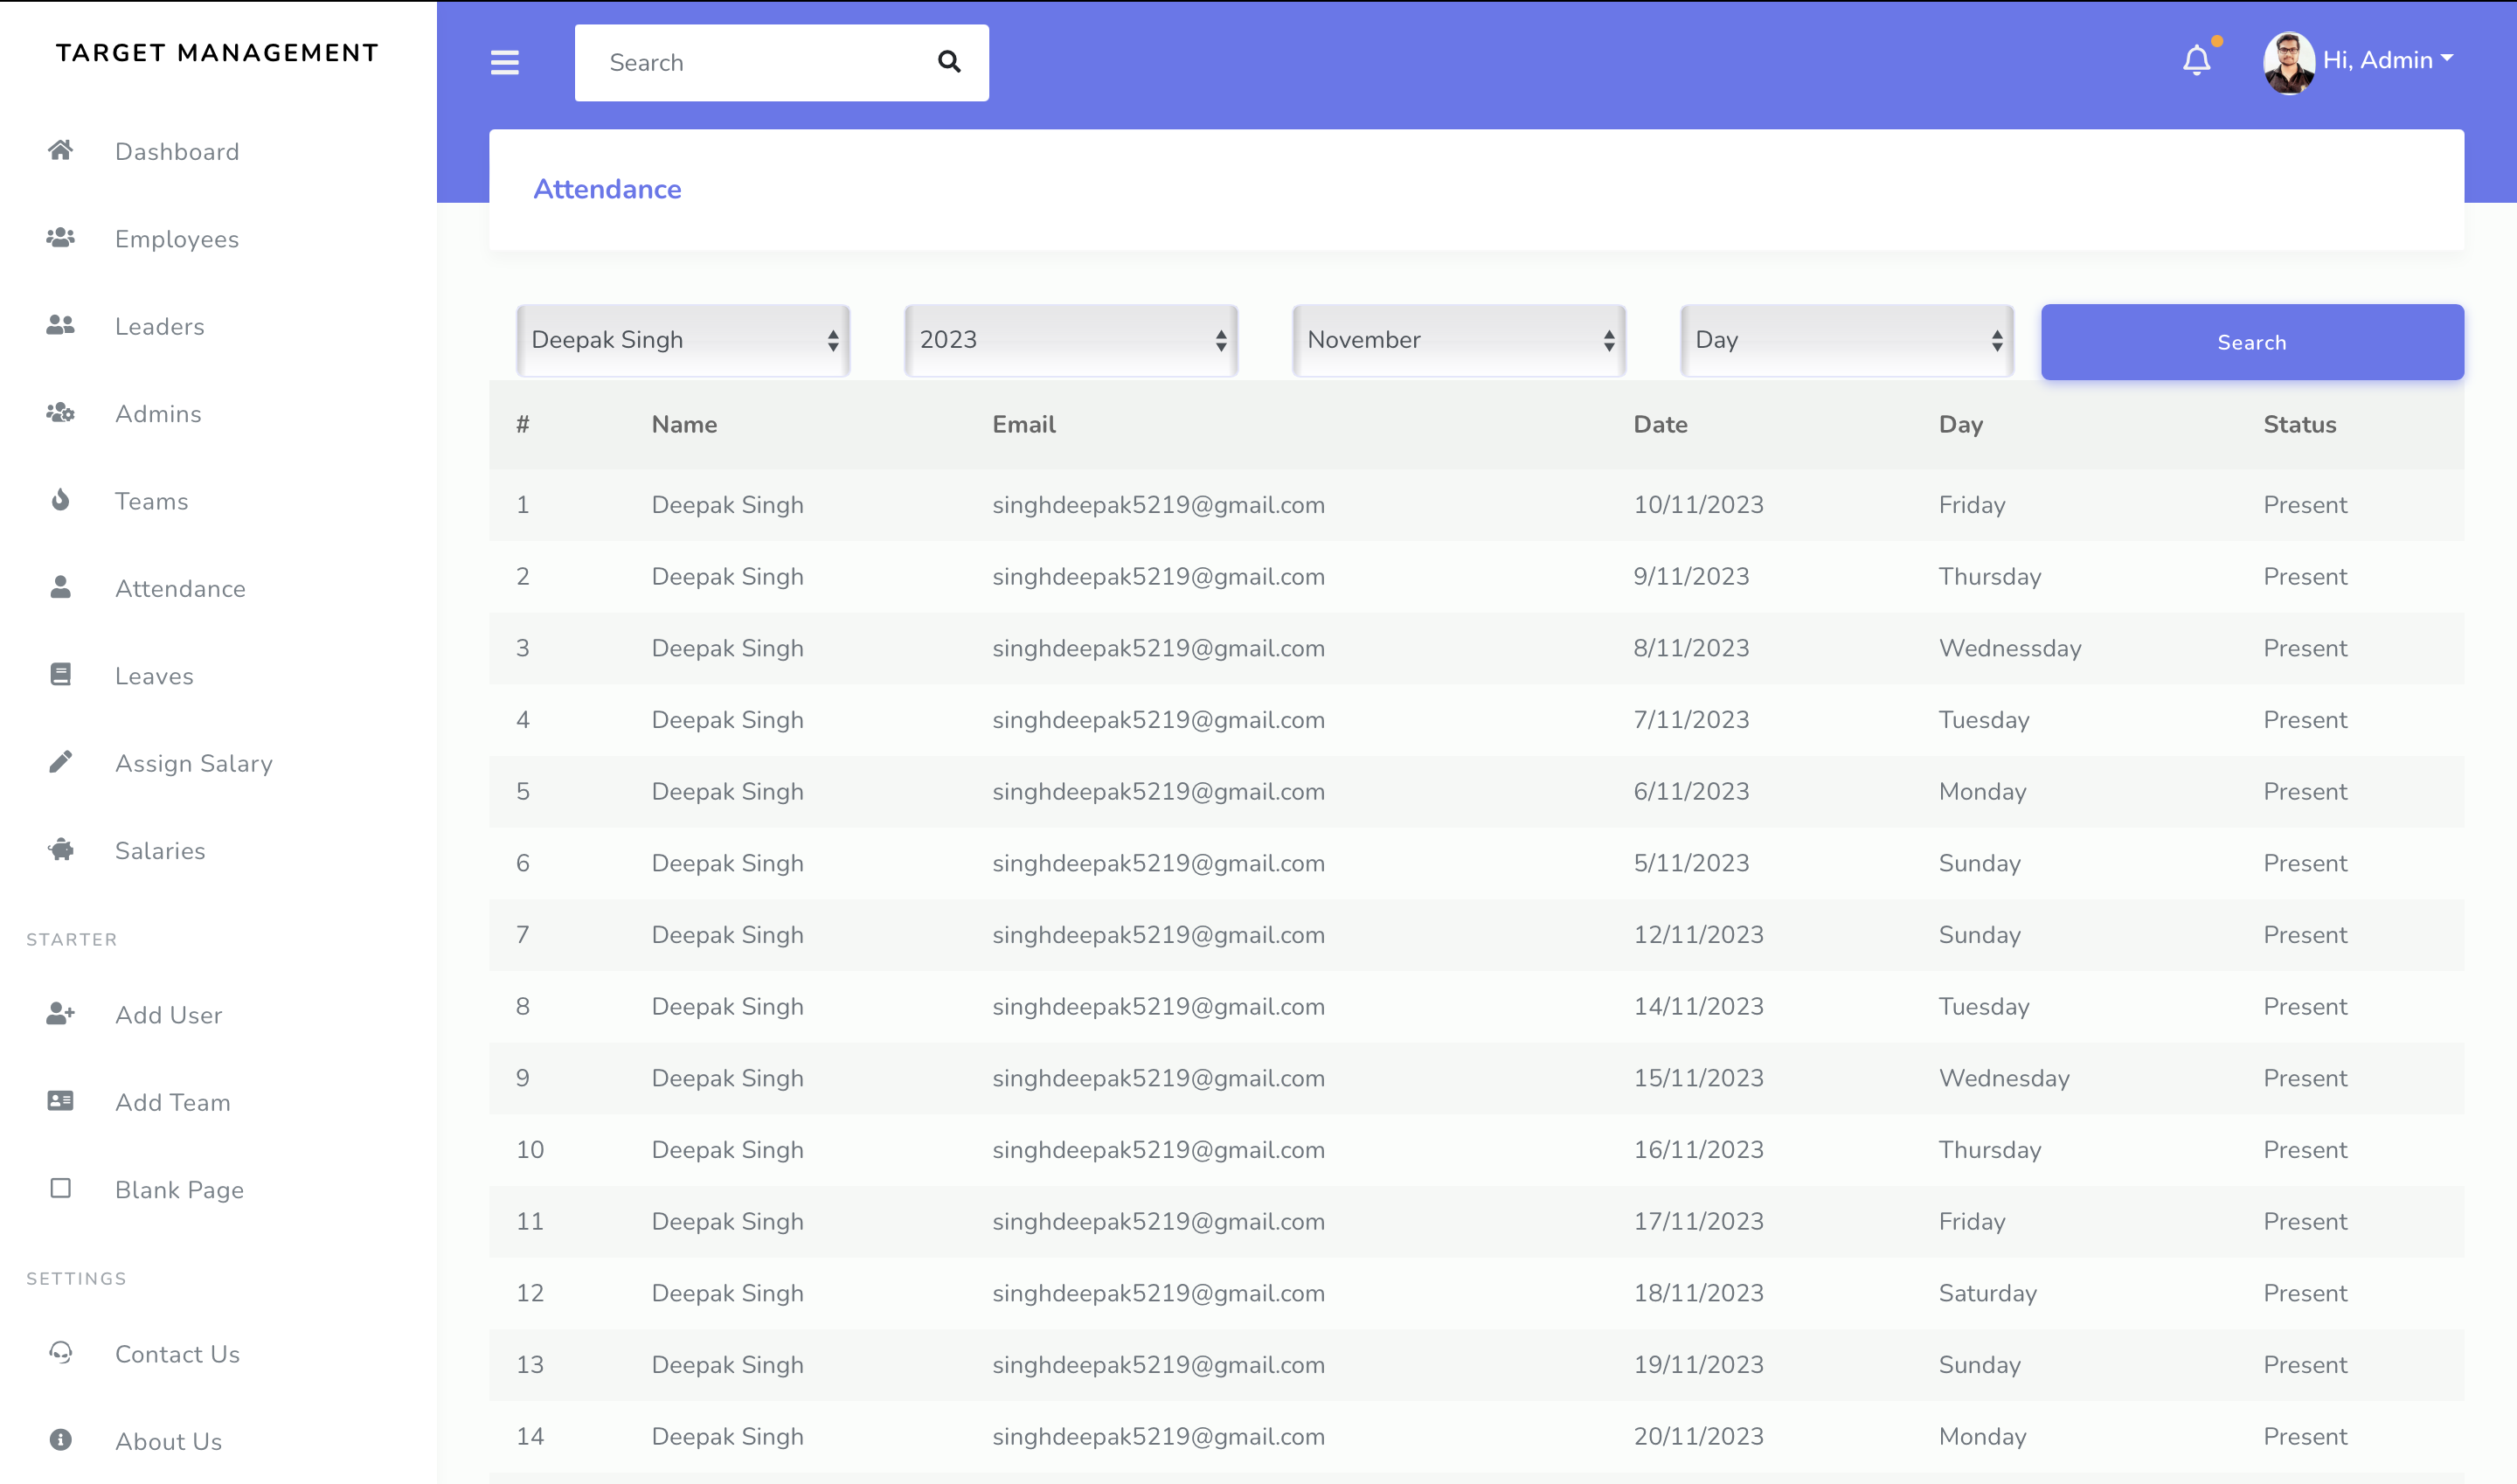 TARGET MANAGEMENT
Dashboard
Employees
Leaders
Admins
Teams
Attendance
Leaves
Assign Salary
Salaries
STARTER
Add User
Add Team
Blank Page
SETTINGS
Contact Us
About Us
Search
Hi, Admin
Attendance
Deepak Singh 2023 November Day Search
# Name Email Date Day Status
1 Deepak Singh singhdeepak5219@gmail.com 10/11/2023 Friday Present
2 Deepak Singh singhdeepak5219@gmail.com 9/11/2023 Thursday Present
3 Deepak Singh singhdeepak5219@gmail.com 8/11/2023 Wednessday Present
4 Deepak Singh singhdeepak5219@gmail.com 7/11/2023 Tuesday Present
5 Deepak Singh singhdeepak5219@gmail.com 6/11/2023 Monday Present
6 Deepak Singh singhdeepak5219@gmail.com 5/11/2023 Sunday Present
7 Deepak Singh singhdeepak5219@gmail.com 12/11/2023 Sunday Present
8 Deepak Singh singhdeepak5219@gmail.com 14/11/2023 Tuesday Present
9 Deepak Singh singhdeepak5219@gmail.com 15/11/2023 Wednesday Present
10 Deepak Singh singhdeepak5219@gmail.com 16/11/2023 Thursday Present
11 Deepak Singh singhdeepak5219@gmail.com 17/11/2023 Friday Present
12 Deepak Singh singhdeepak5219@gmail.com 18/11/2023 Saturday Present
13 Deepak Singh singhdeepak5219@gmail.com 19/11/2023 Sunday Present
14 Deepak Singh singhdeepak5219@gmail.com 20/11/2023 Monday Present